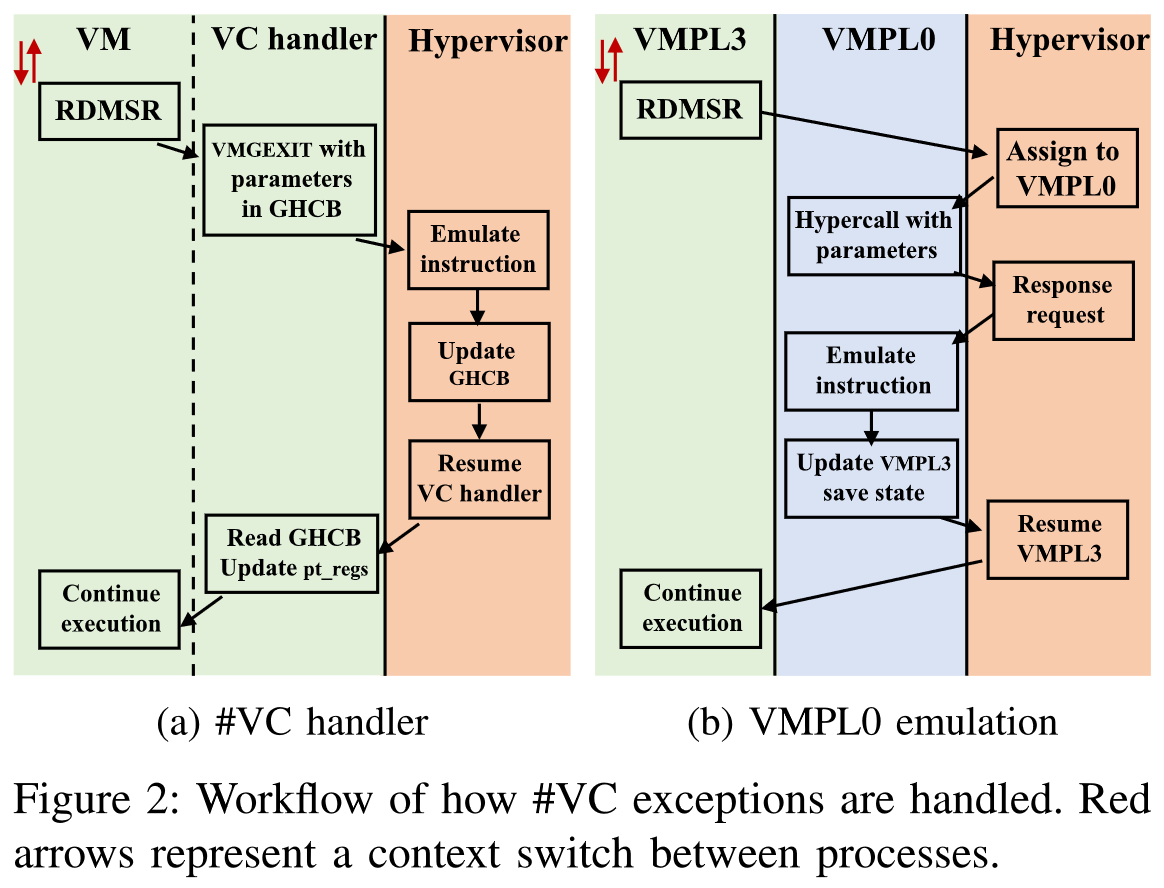 VM
VC handler
Hypervisor
RDMSR
VMGEXIT with
parameters
in GHCB
Emulate
instruction
Update
GHCB
Resume
VC handler
Read GHCB
Update pt_regs
Continue
execution
(a) #VC handler
VMPL3
VMPL0
Hypervisor
RDMSR
Assign to
VMPL0
Hypercall with
parameters
Response
request
Emulate
instruction
Update VMPL3
save state
Resume
VMPL3
Continue
execution
(b) VMPL0 emulation
Figure 2: Workflow of how #VC exceptions are handled. Red
arrows represent a context switch between processes.